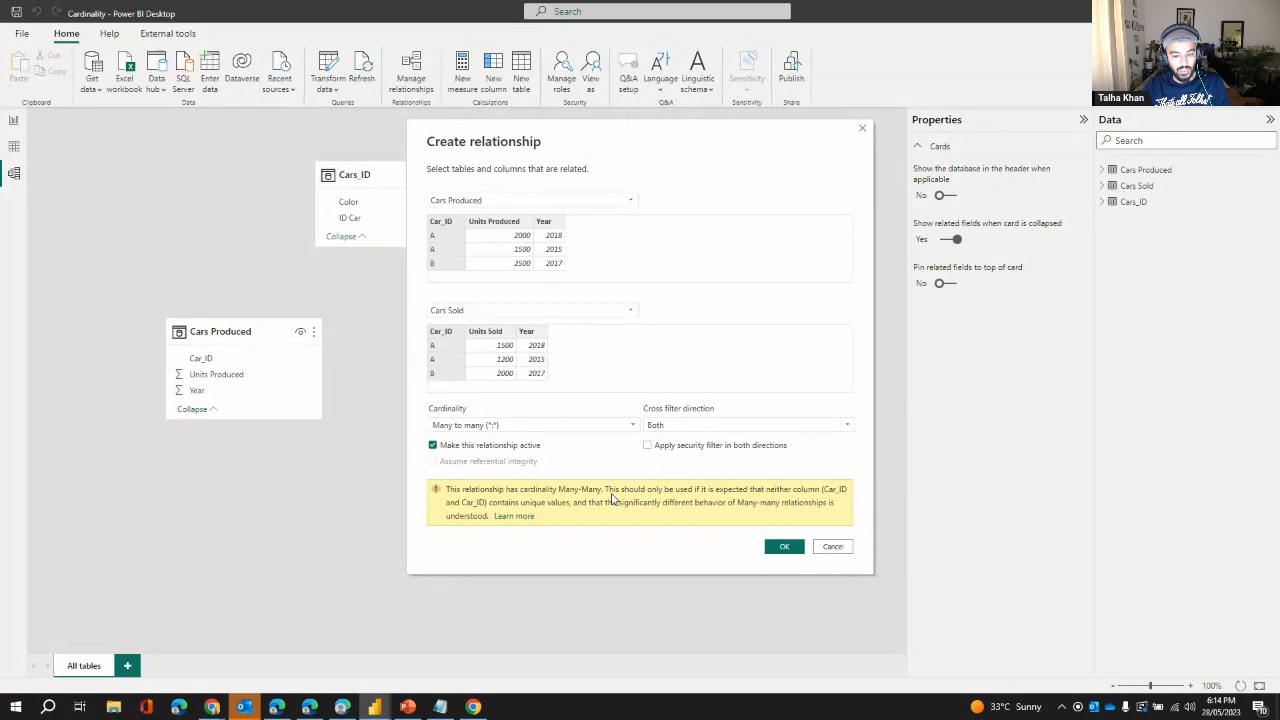 Cardinality - Power BI Desktop
Search
File
Home
Help
External tools
Paste
Cut
Copy
Clipboard
Get data
Excel workbook
Data hub
SQL Server
Enter data
Dataverse
Recent sources
Data
Transform data
Refresh
Queries
Manage relationships
Relationships
New measure
New column
New table
Calculations
Manage roles
View as
Security
Q&A setup
Language
Linguistic schema
Q&A
Sensitivity
Sensitivity
Publish
Share
Talha Khan
Cars_ID
Color
ID Car
Collapse
Cars Produced
Car_ID
Units Produced
Year
Collapse
Create relationship
Select tables and columns that are related.
Cars Produced
Car_ID Units Produced Year
A 2000 2018
A 1500 2015
B 2500 2017
Cars Sold
Car_ID Units Sold Year
A 1500 2018
A 1200 2015
B 2000 2017
Cardinality
Many to many (*:*)
Cross filter direction
Both
Make this relationship active
Apply security filter in both directions
Assume referential integrity
This relationship has cardinality Many-Many. This should only be used if it is expected that neither column (Car_ID
and Car_ID) contains unique values, and that the significantly different behavior of Many-many relationships is
understood. Learn more
OK
Cancel
Properties
Cards
Show the database in the header when
applicable
No
Show related fields when card is collapsed
Yes
Pin related fields to top of card
No
Data
Search
Cars Produced
Cars Sold
Cars_ID
All tables
+
100%
33°C Sunny
6:14 PM
28/05/2023